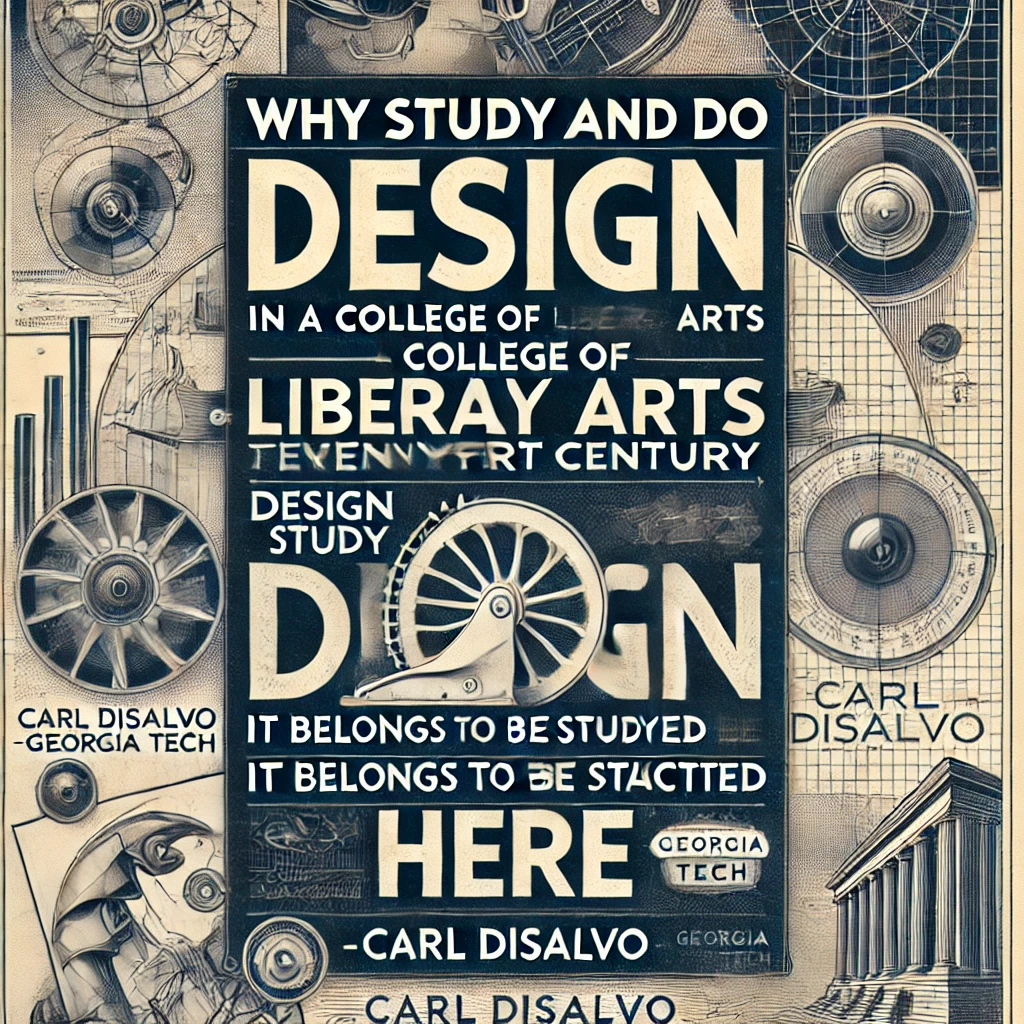 WHY STUDY AND DO
DESIGN
IN A COLLEGE OF ARTS
COLLEGE OF
LIBERAY ARTS
CENTURY
DESIGN
STUDY
IT BELONGS TO BE STUDYED
IT BELONGS TO BE STACTTED
HERE
GEORGIA
TECH
-CARL DISALVO
GEORGIA
TECH
CARL DISALVO
-GEORGIA TECH
CARL
DISALVO
CARL DISALVO